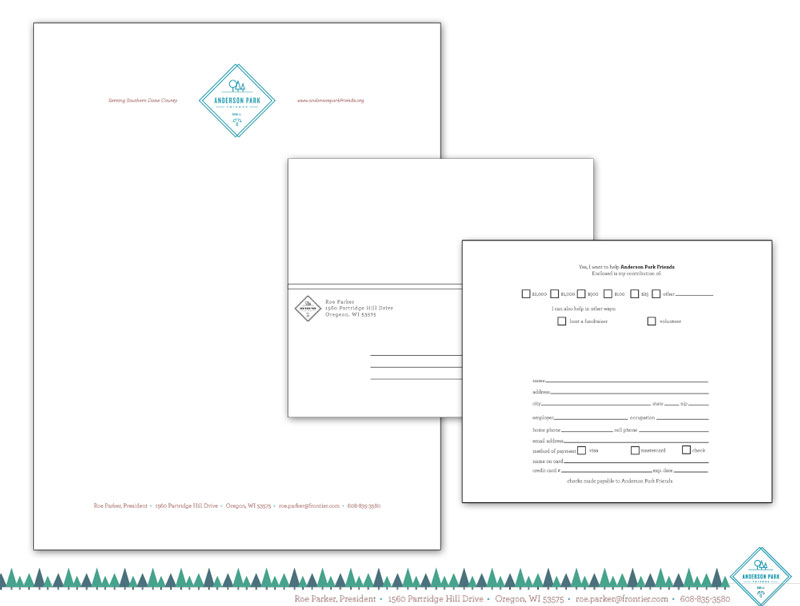 Serving Southern Dane County
ANDERSON PARK
FRIENDS
www.andersonparkfriends.org
Roe Parker, President • 1560 Partridge Hill Drive • Oregon, WI 53575 • roe.parker@frontier.com • 608-835-3580
ANDERSON PARK
Roe Parker
1560 Partridge Hill Drive
Oregon, WI 53575
Yes, I want to help Anderson Park Friends
Enclosed is my contribution of:
$1,000 $500 $100 $25 other
I can also help in other ways:
host a fundraiser volunteer
name
address
city state zip
employer occupation
home phone cell phone
email address
method of payment visa mastercard check
name on card
credit card # exp. date
checks made payable to Anderson Park Friends
ANDERSON PARK
FRIENDS
Roe Parker, President • 1560 Partridge Hill Drive • Oregon, WI 53575 • roe.parker@frontier.com • 608-835-3580